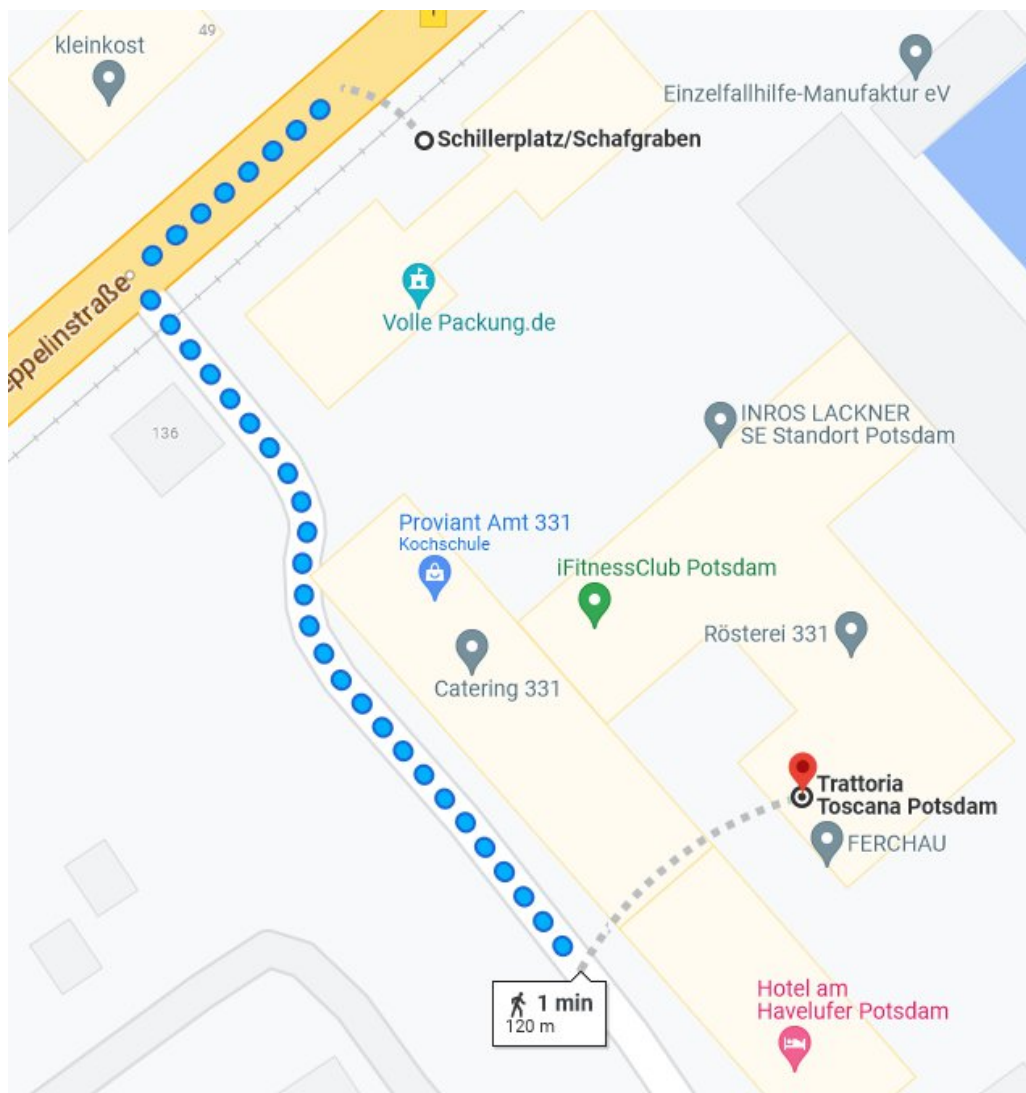 49
kleinkost
Einzelfallhilfe-Manufaktur eV
Schillerplatz/Schafgraben
eppelinstraße
Volle Packung.de
136
INROS LACKNER
SE Standort Potsdam
Proviant Amt 331
Kochschule
iFitnessClub Potsdam
Rösterei 331
Catering 331
Trattoria
Toscana Potsdam
FERCHAU
1 min
120 m
Hotel am
Havelufer Potsdam